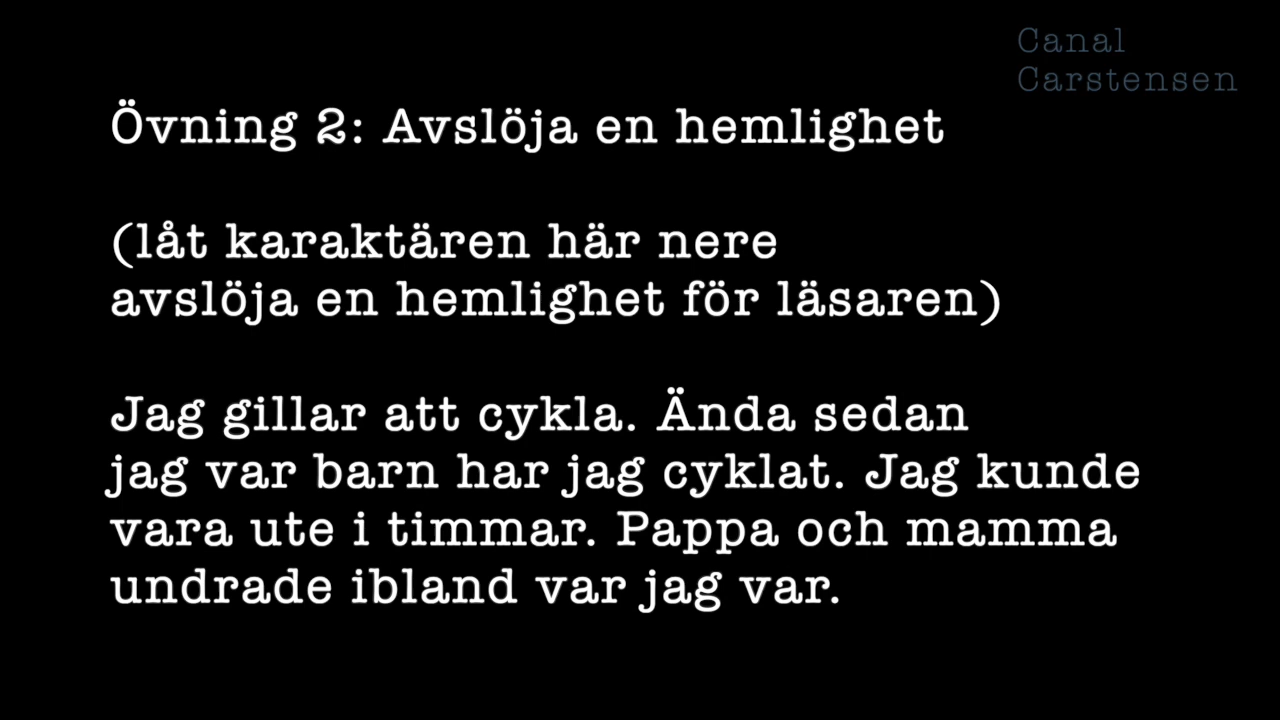 Canal
Carstensen
Övning 2: Avslöja en hemlighet
(låt karaktären här nere
avslöja en hemlighet för läsaren)
Jag gillar att cykla. Ända sedan
jag var barn har jag cyklat. Jag kunde
vara ute i timmar. Pappa och mamma
undrade ibland var jag var.